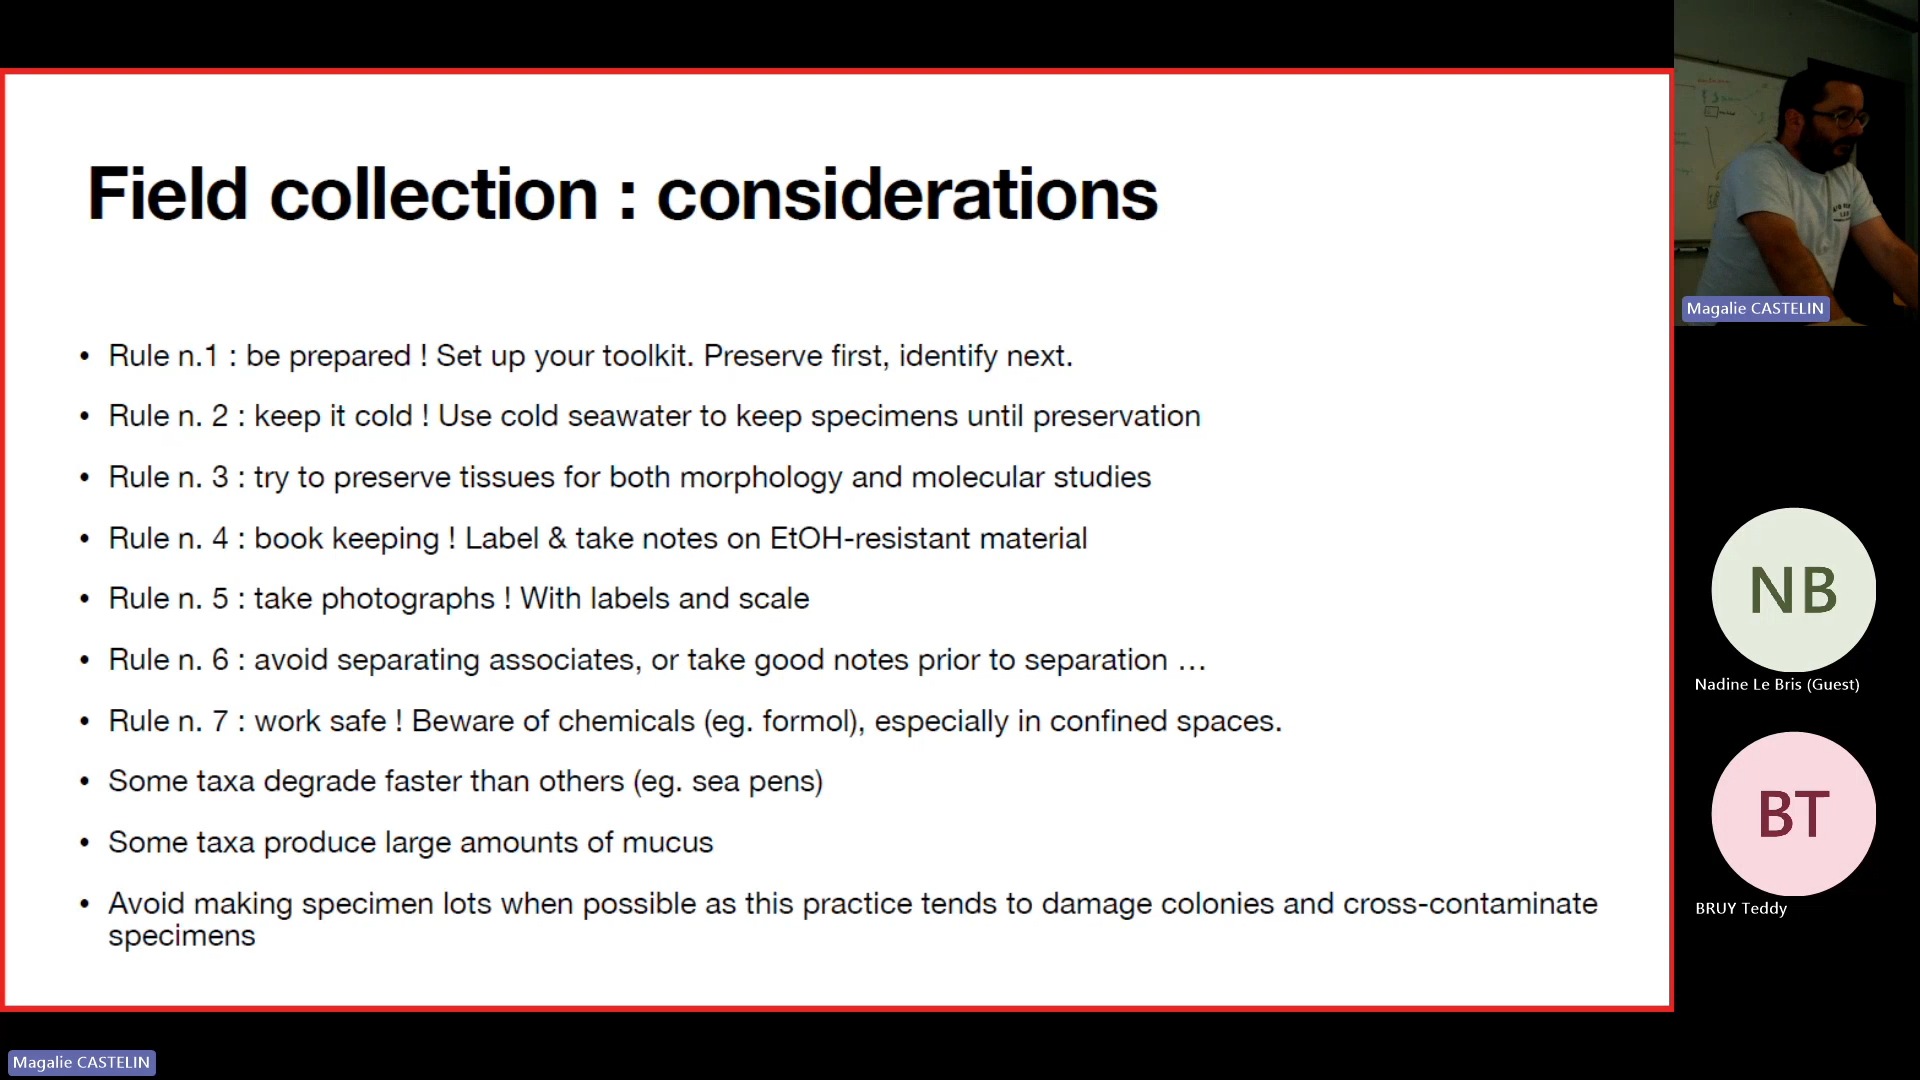 Field collection : considerations
• Rule n.1 : be prepared ! Set up your toolkit. Preserve first, identify next.
• Rule n. 2 : keep it cold ! Use cold seawater to keep specimens until preservation
• Rule n. 3 : try to preserve tissues for both morphology and molecular studies
• Rule n. 4 : book keeping ! Label & take notes on EtOH-resistant material
• Rule n. 5 : take photographs ! With labels and scale
• Rule n. 6 : avoid separating associates, or take good notes prior to separation …
• Rule n. 7 : work safe ! Beware of chemicals (eg. formol), especially in confined spaces.
• Some taxa degrade faster than others (eg. sea pens)
• Some taxa produce large amounts of mucus
• Avoid making specimen lots when possible as this practice tends to damage colonies and cross-contaminate
specimens
Magalie CASTELIN
NB
Nadine Le Bris (Guest)
BT
BRUY Teddy
Magalie CASTELIN